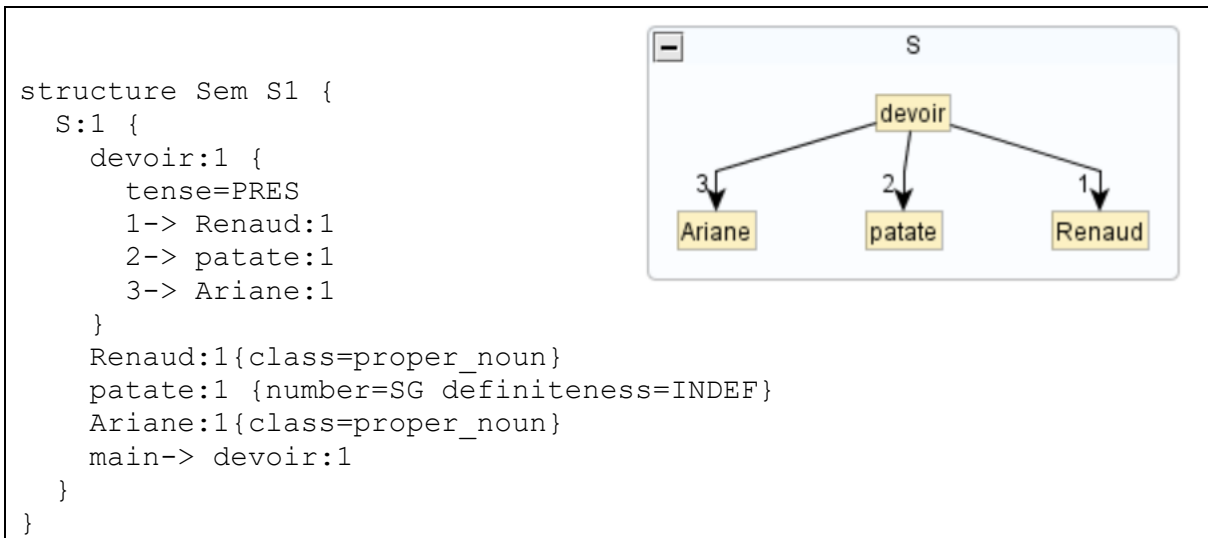 structure Sem S1 {
  S:1 {
    devoir:1 {
      tense=PRES
      1-> Renaud:1
      2-> patate:1
      3-> Ariane:1
    }
    Renaud:1{class=proper_noun}
    patate:1 {number=SG definiteness=INDEF}
    Ariane:1{class=proper_noun}
    main-> devoir:1
  }
}
S
devoir
3 2 1
Ariane patate Renaud